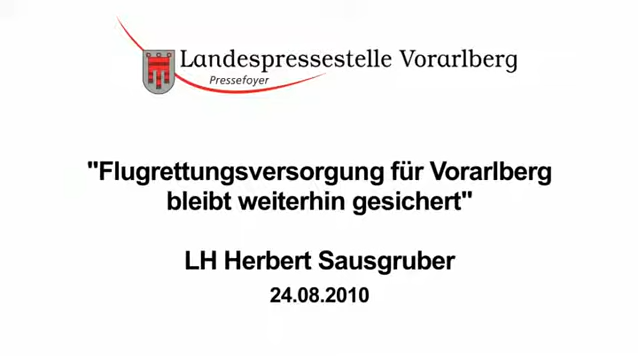 Landespressestelle Vorarlberg
Pressefoyer
"Flugrettungsversorgung für Vorarlberg
bleibt weiterhin gesichert"
LH Herbert Sausgruber
24.08.2010